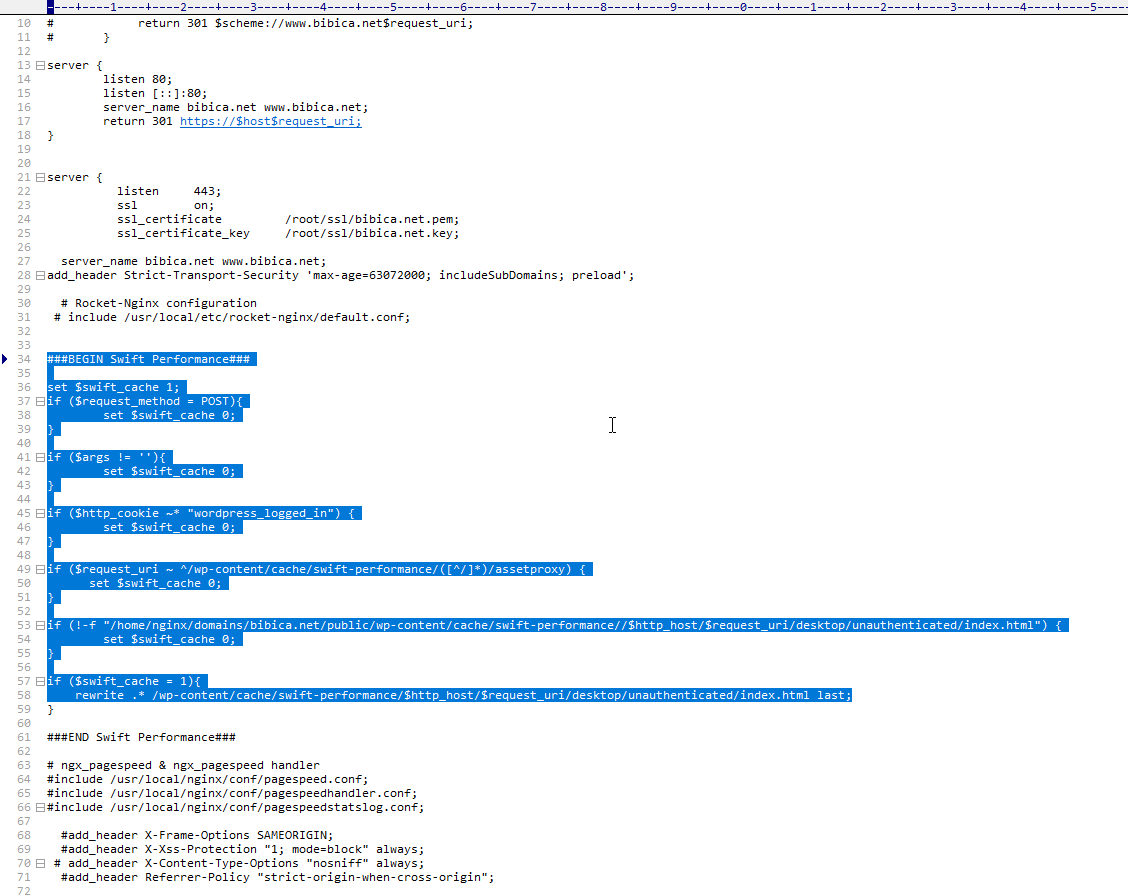 ----+----1----+----2----+----3----+----4----+----5----+----6----+----7----+----8----+----9----+----0----+----1----+----2----+----3----+----4----+----5----+--
10 #            return 301 $scheme://www.bibica.net$request_uri;
11 #       }
12
13 server {
14         listen 80;
15         listen [::]:80;
16         server_name bibica.net www.bibica.net;
17         return 301 https://$host$request_uri;
18 }
19
20
21 server {
22           listen     443;
23           ssl        on;
24           ssl_certificate         /root/ssl/bibica.net.pem;
25           ssl_certificate_key     /root/ssl/bibica.net.key;
26
27   server_name bibica.net www.bibica.net;
28 add_header Strict-Transport-Security 'max-age=63072000; includeSubDomains; preload';
29
30   # Rocket-Nginx configuration
31  # include /usr/local/etc/rocket-nginx/default.conf;
32
33
34 ###BEGIN Swift Performance###
35
36 set $swift_cache 1;
37 if ($request_method = POST){
38         set $swift_cache 0;
39 }
40
41 if ($args != ''){
42         set $swift_cache 0;
43 }
44
45 if ($http_cookie ~* "wordpress_logged_in") {
46         set $swift_cache 0;
47 }
48
49 if ($request_uri ~ ^/wp-content/cache/swift-performance/([^/]*)/assetproxy) {
50       set $swift_cache 0;
51 }
52
53 if (!-f "/home/nginx/domains/bibica.net/public/wp-content/cache/swift-performance//$http_host/$request_uri/desktop/unauthenticated/index.html") {
54         set $swift_cache 0;
55 }
56
57 if ($swift_cache = 1){
58     rewrite .* /wp-content/cache/swift-performance/$http_host/$request_uri/desktop/unauthenticated/index.html last;
59 }
60
61 ###END Swift Performance###
62
63 # ngx_pagespeed & ngx_pagespeed handler
64 #include /usr/local/nginx/conf/pagespeed.conf;
65 #include /usr/local/nginx/conf/pagespeedhandler.conf;
66 #include /usr/local/nginx/conf/pagespeedstatslog.conf;
67
68   #add_header X-Frame-Options SAMEORIGIN;
69   #add_header X-Xss-Protection "1; mode=block" always;
70  # add_header X-Content-Type-Options "nosniff" always;
71   #add_header Referrer-Policy "strict-origin-when-cross-origin";
72